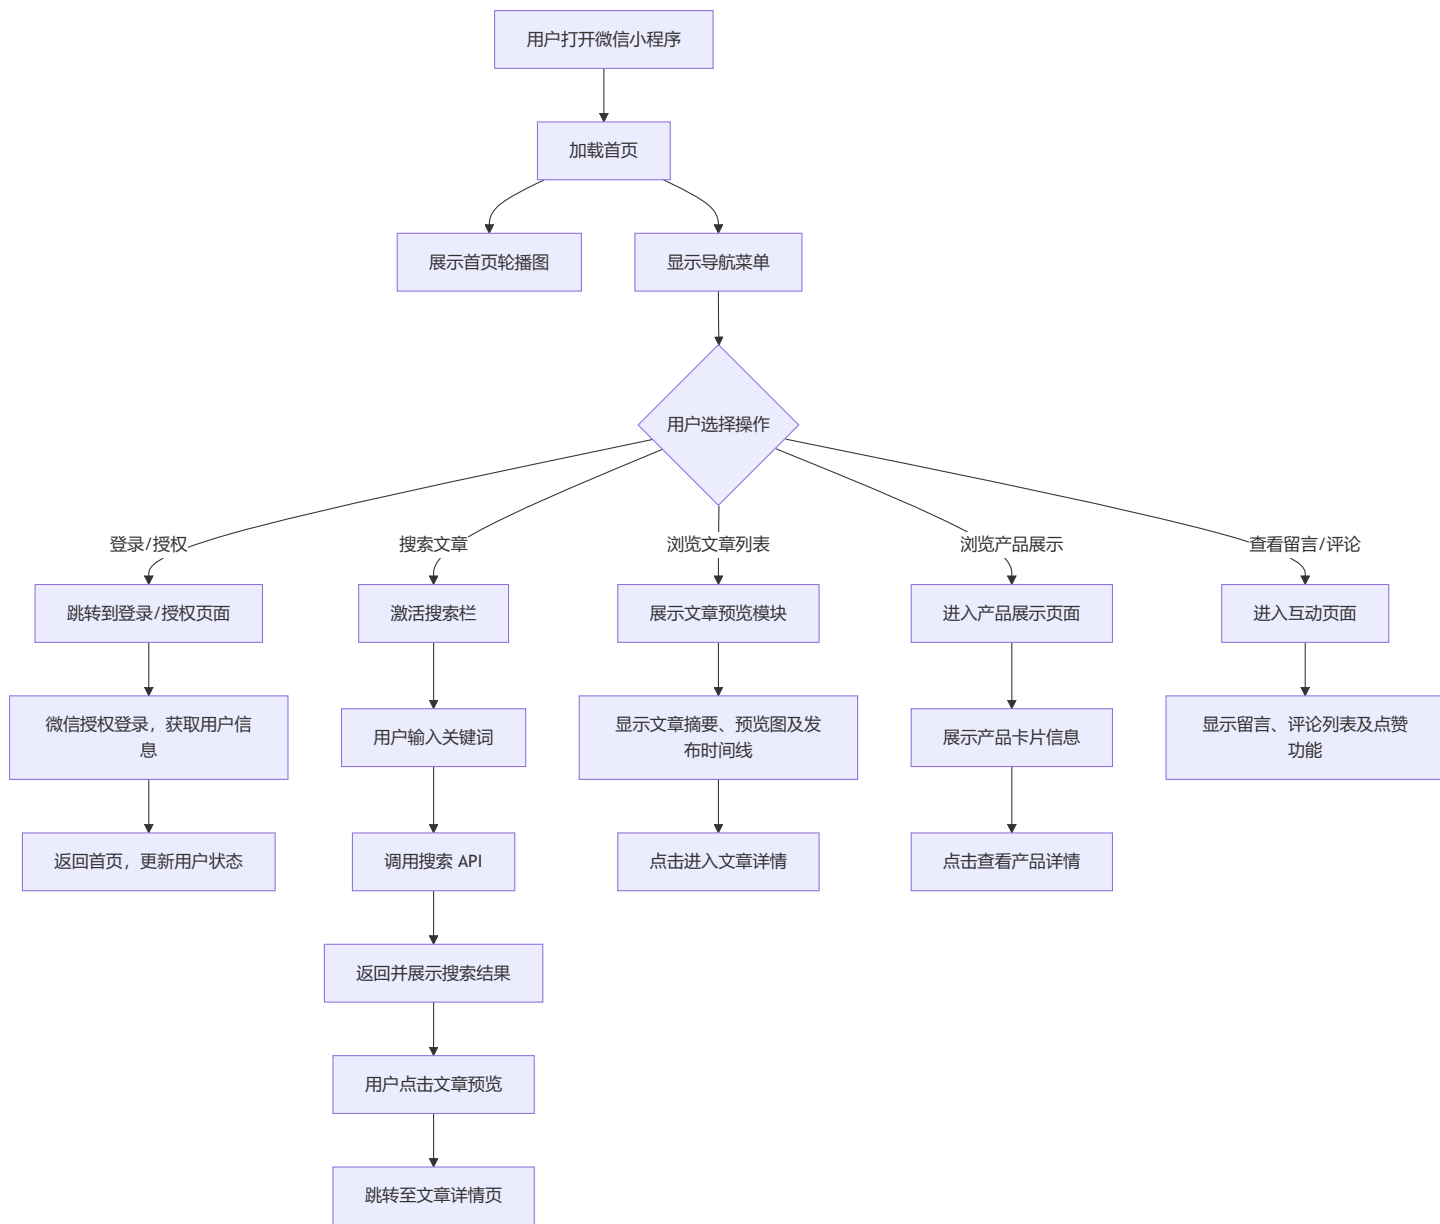 用户打开微信小程序
加载首页
展示首页轮播图
显示导航菜单
用户选择操作
登录/授权
搜索文章
浏览文章列表
浏览产品展示
查看留言/评论
跳转到登录/授权页面
激活搜索栏
展示文章预览模块
进入产品展示页面
进入互动页面
微信授权登录，获取用户信
息
用户输入关键词
显示文章摘要、预览图及发
布时间线
展示产品卡片信息
显示留言、评论列表及点赞
功能
返回首页，更新用户状态
调用搜索 API
点击进入文章详情
点击查看产品详情
返回并展示搜索结果
用户点击文章预览
跳转至文章详情页